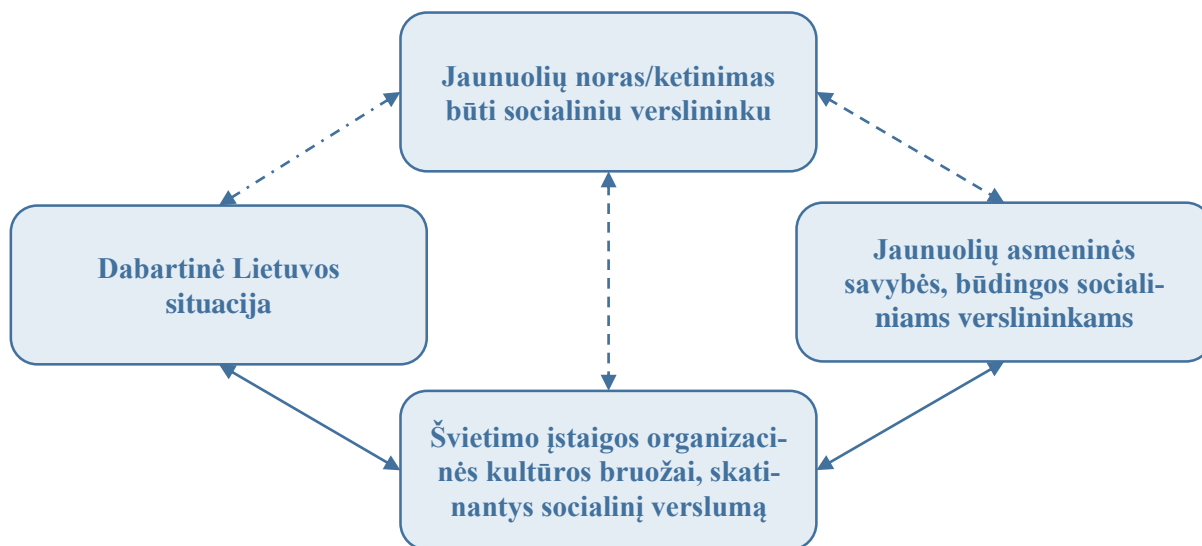 Jaunuolių noras/ketinimas
būti socialiniu verslininku
Dabartinė Lietuvos
situacija
Jaunuolių asmeninės
savybės, būdingos sociali-
niams verslininkams
Švietimo įstaigos organizaci-
nės kultūros bruožai, skati-
nantys socialinį verslumą